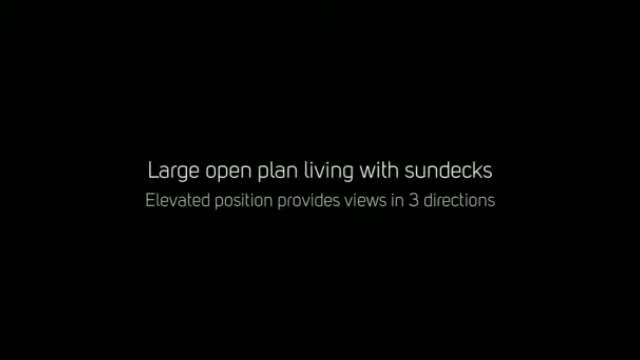 Large open plan living with sundecks
Elevated position provides views in 3 directions